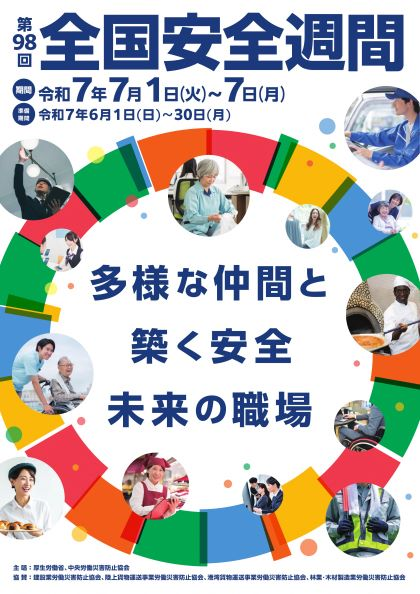 第98回
全国安全週間
期間 令和7年7月1日(火)~7日(月)
準備期間 令和7年6月1日(日)~30日(月)
多様な仲間と
築く安全
未来の職場
主唱:厚生労働省、中央労働災害防止協会
協賛:建設業労働災害防止協会、陸上貨物運送事業労働災害防止協会、港湾貨物運送事業労働災害防止協会、林業・木材製造業労働災害防止協会